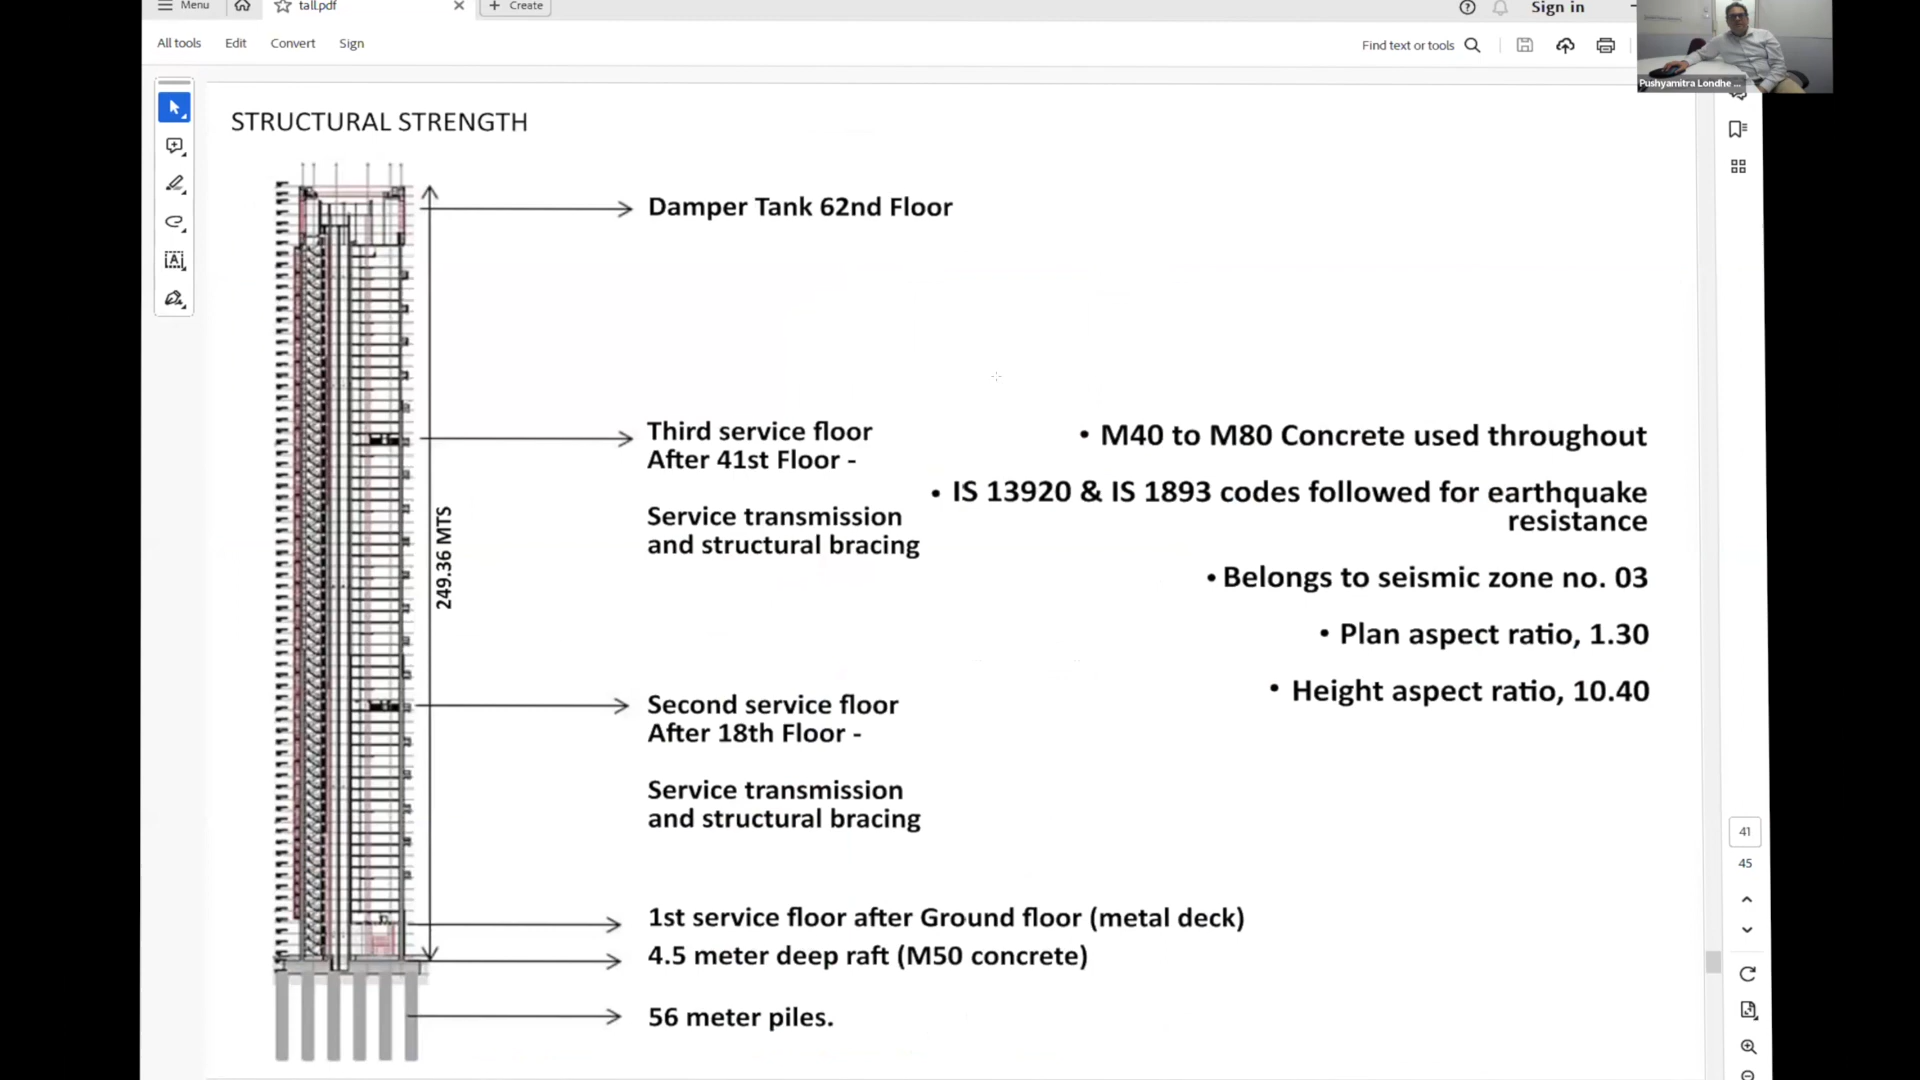 Menu
tall.pdf
Create
Sign in
All tools
Edit
Convert
Sign
Find text or tools
Pushyamitra Londhe ...
STRUCTURAL STRENGTH
Damper Tank 62nd Floor
Third service floor
After 41st Floor -
Service transmission
and structural bracing
249.36 MTS
• M40 to M80 Concrete used throughout
• IS 13920 & IS 1893 codes followed for earthquake
resistance
• Belongs to seismic zone no. 03
• Plan aspect ratio, 1.30
• Height aspect ratio, 10.40
Second service floor
After 18th Floor -
Service transmission
and structural bracing
1st service floor after Ground floor (metal deck)
4.5 meter deep raft (M50 concrete)
56 meter piles.
41
45